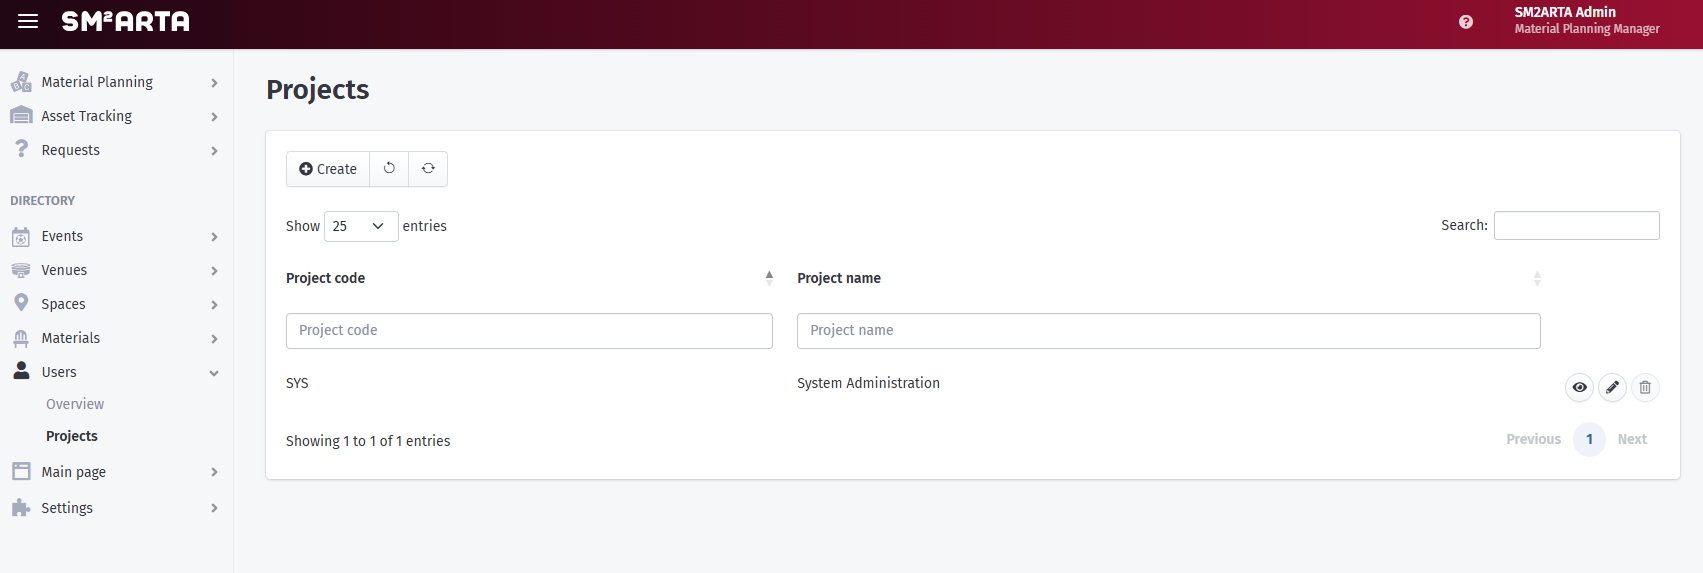 SM²ARTA
SM2ARTA Admin
Material Planning Manager
Material Planning
Asset Tracking
Requests
DIRECTORY
Events
Venues
Spaces
Materials
Users
Overview
Projects
Main page
Settings
Projects
Create
Show 25 entries
Search:
Project code Project name
Project code Project name
SYS System Administration
Showing 1 to 1 of 1 entries
Previous 1 Next